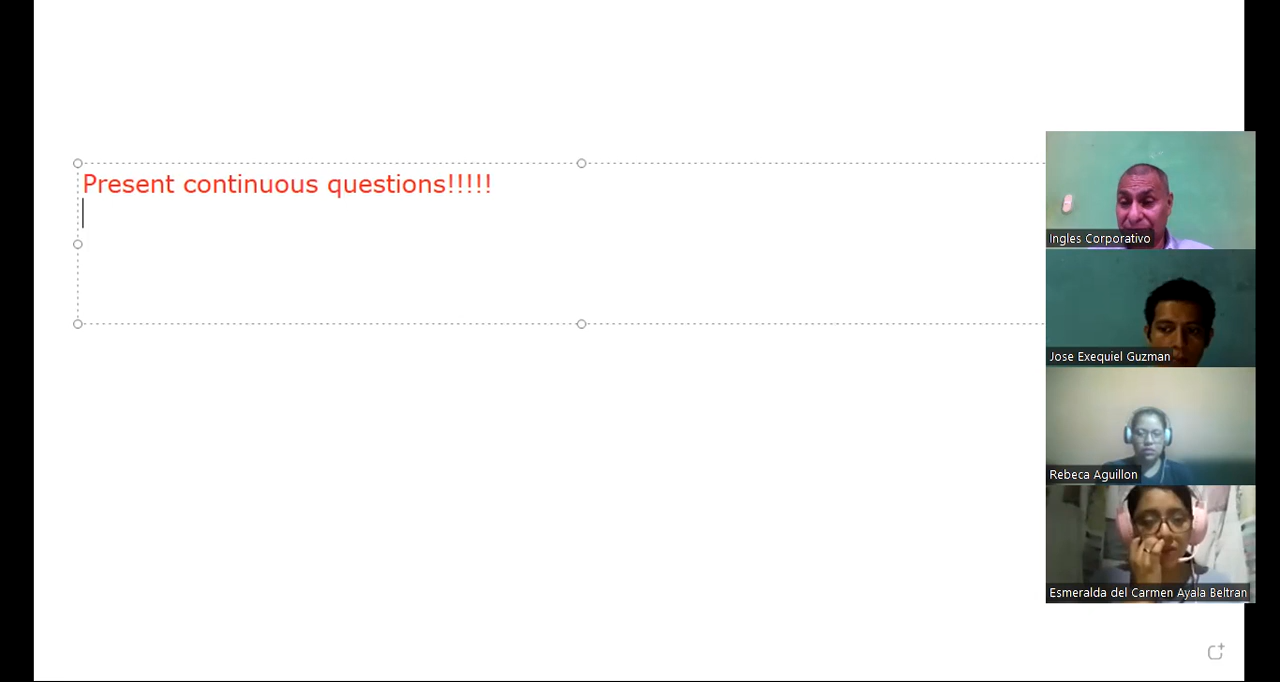 Present continuous questions!!!!!
Ingles Corporativo
Jose Exequiel Guzman
Rebeca Aguillon
Esmeralda del Carmen Ayala Beltran